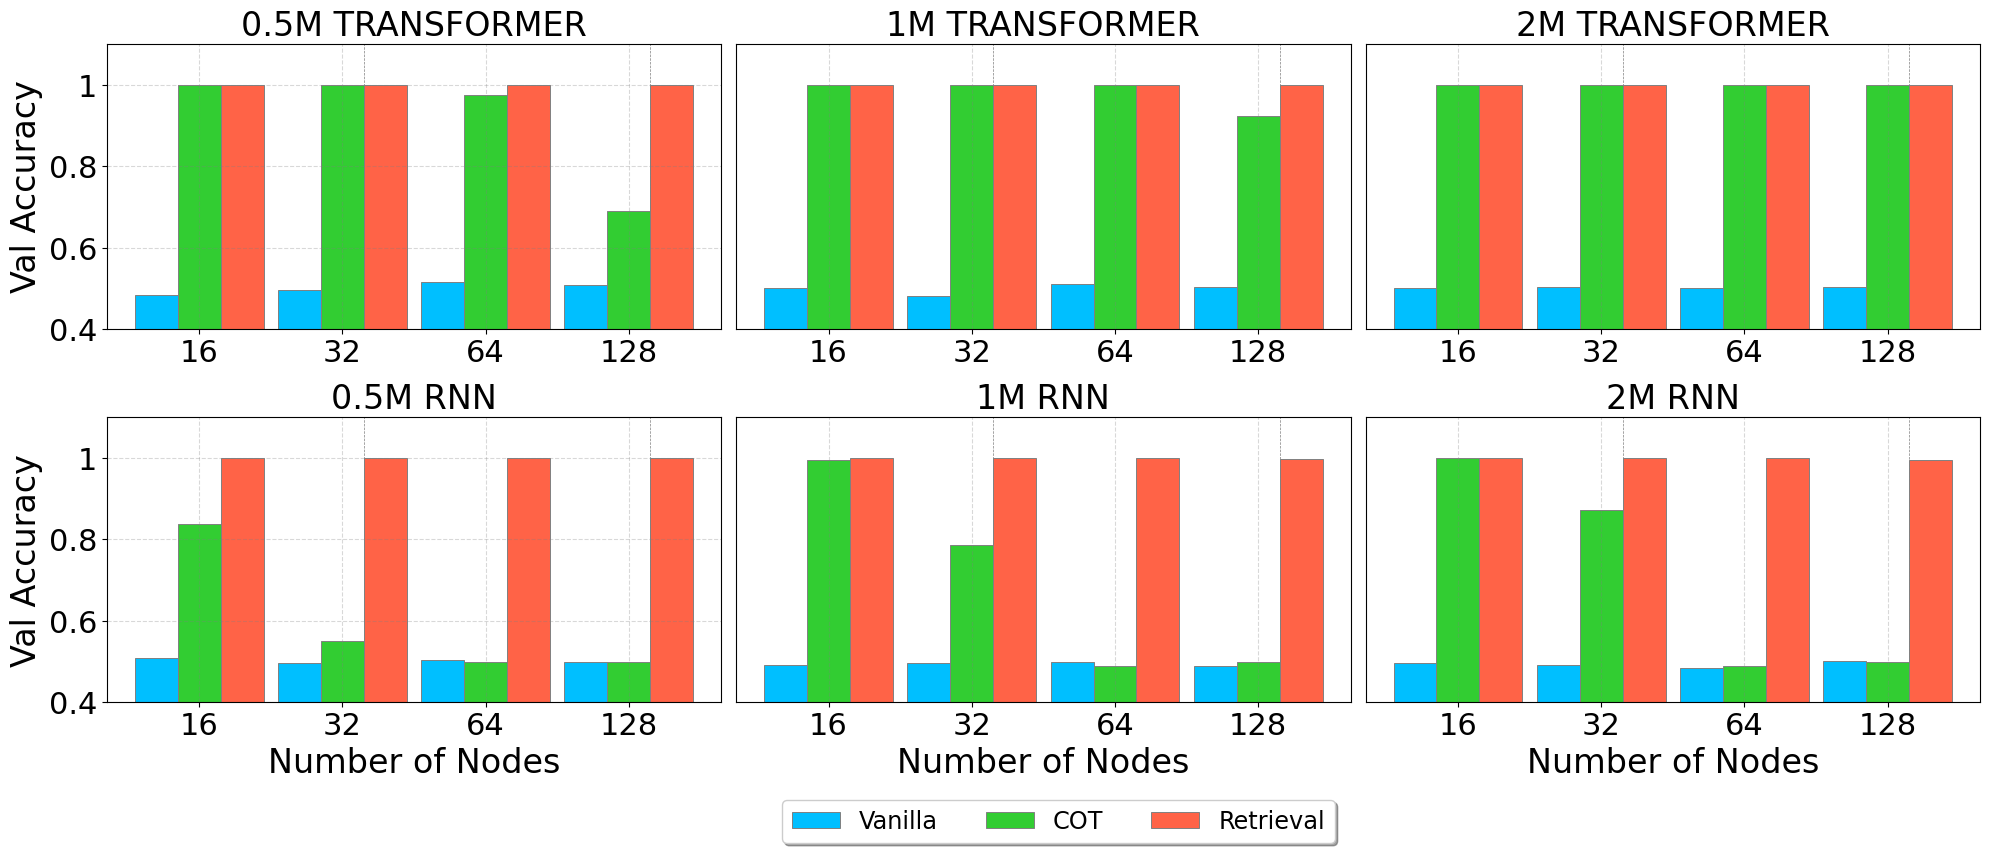 0.5M TRANSFORMER
1M TRANSFORMER
2M TRANSFORMER
Val Accuracy
1
0.8
0.6
0.4
16 32 64 128
16 32 64 128
16 32 64 128
0.5M RNN
1M RNN
2M RNN
Val Accuracy
1
0.8
0.6
0.4
16 32 64 128
16 32 64 128
16 32 64 128
Number of Nodes
Number of Nodes
Number of Nodes
Vanilla COT Retrieval